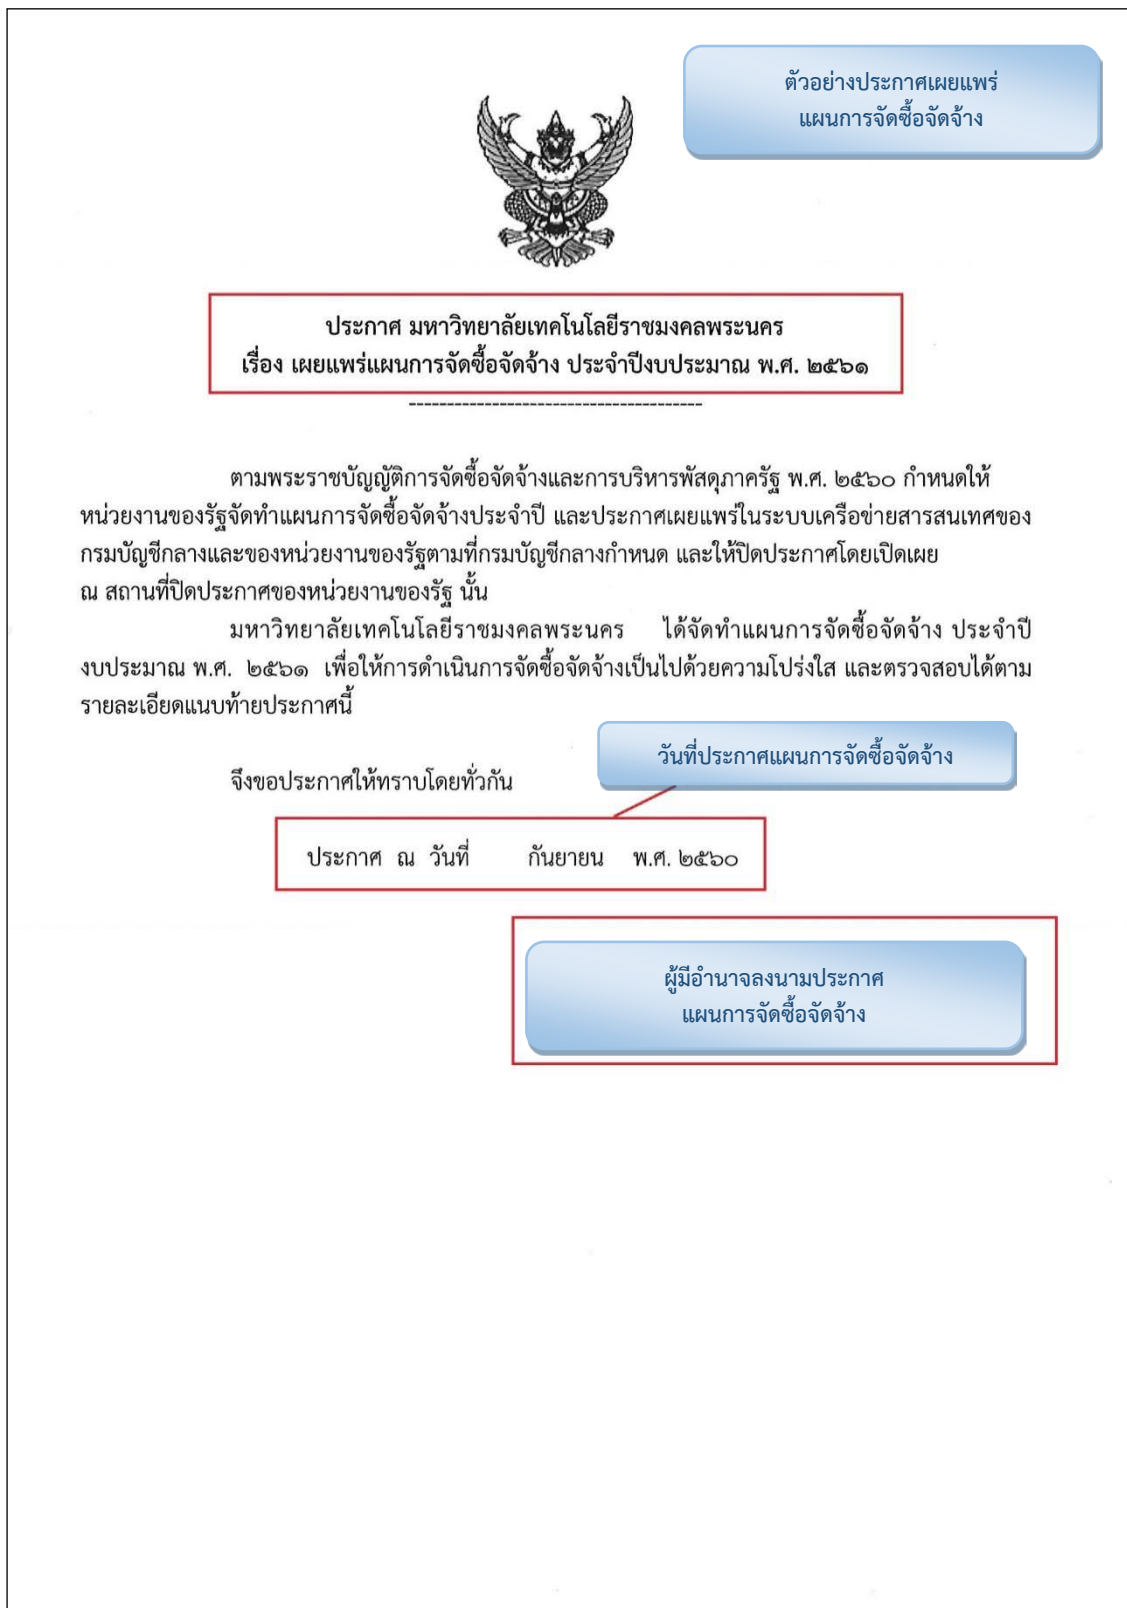 ตัวอย่างประกาศเผยแพร่
แผนการจัดซื้อจัดจ้าง
ประกาศ มหาวิทยาลัยเทคโนโลยีราชมงคลพระนคร
เรื่อง เผยแพร่แผนการจัดซื้อจัดจ้าง ประจำปีงบประมาณ พ.ศ. ๒๕๖๑
---------------------------------------
ตามพระราชบัญญัติการจัดซื้อจัดจ้างและการบริหารพัสดุภาครัฐ พ.ศ. ๒๕๖๐ กำหนดให้
หน่วยงานของรัฐจัดทำแผนการจัดซื้อจัดจ้างประจำปี และประกาศเผยแพร่ในระบบเครือข่ายสารสนเทศของ
กรมบัญชีกลางและของหน่วยงานของรัฐตามที่กรมบัญชีกลางกำหนด และให้ปิดประกาศโดยเปิดเผย
ณ สถานที่ปิดประกาศของหน่วยงานของรัฐ นั้น
มหาวิทยาลัยเทคโนโลยีราชมงคลพระนคร ได้จัดทำแผนการจัดซื้อจัดจ้าง ประจำปี
งบประมาณ พ.ศ. ๒๕๖๑ เพื่อให้การดำเนินการจัดซื้อจัดจ้างเป็นไปด้วยความโปร่งใส และตรวจสอบได้ตาม
รายละเอียดแนบท้ายประกาศนี้
วันที่ประกาศแผนการจัดซื้อจัดจ้าง
จึงขอประกาศให้ทราบโดยทั่วกัน
ประกาศ ณ วันที่ กันยายน พ.ศ. ๒๕๖๐
ผู้มีอำนาจลงนามประกาศ
แผนการจัดซื้อจัดจ้าง